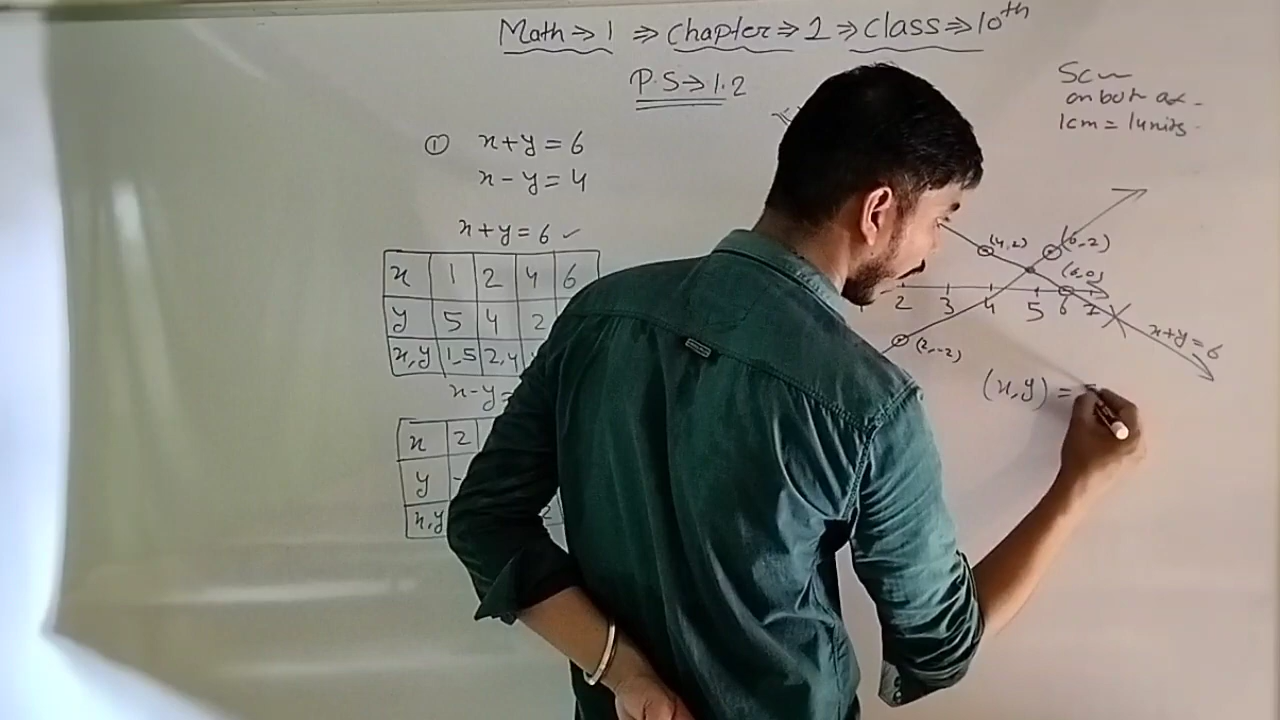 Math → 1 ⇒ Chapter ⇒ 1 ⇒ Class ⇒ 10th
P.S → 1.2
Scm
on both ax-
1cm = 1units
① x+y=6
x-y=4
x+y=6 ✓
x 1 2 4 6
y 5 4 2
x,y 1,5 2,4
x-y=
x 2
y -
x,y 2
(4,2) (6,2)
(6,0)
2 3 4 5 6 7
(2,-2)
x+y=6
(x,y) =